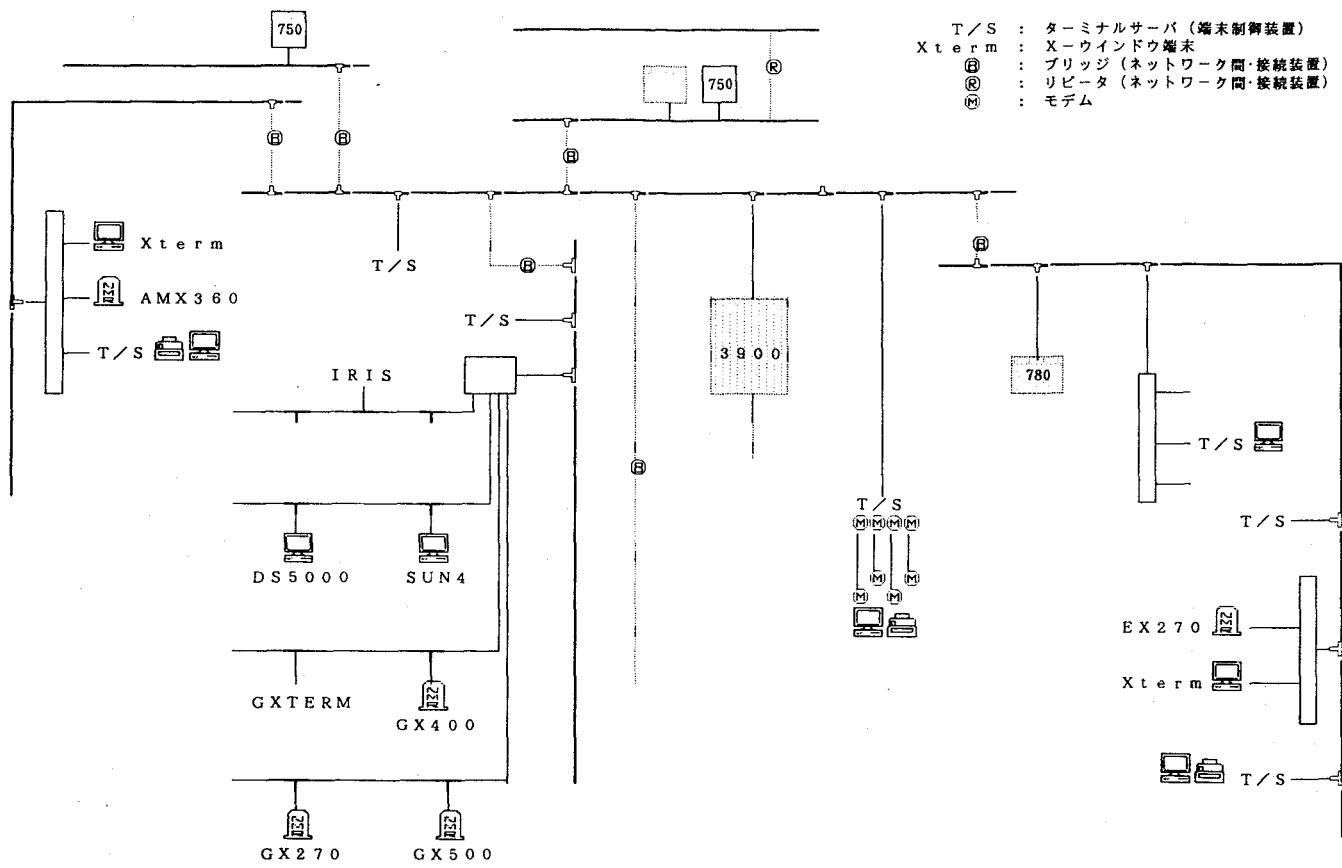 750
750
T/S : ターミナルサーバ（端末制御装置）
Xterm : X－ウインドウ端末
Ⓑ : ブリッジ（ネットワーク間・接続装置）
Ⓡ : リピータ（ネットワーク間・接続装置）
Ⓜ : モデム
Ⓡ
Ⓑ
Ⓑ
Ⓑ
Xterm
AMX360
T/S
T/S
Ⓑ
T/S
IRIS
DS5000
SUN4
GXTERM
GX400
GX270
GX500
Ⓑ
3900
T/S
Ⓜ Ⓜ Ⓜ Ⓜ
Ⓜ Ⓜ
Ⓜ Ⓜ
Ⓑ
780
T/S
T/S
EX270
Xterm
T/S